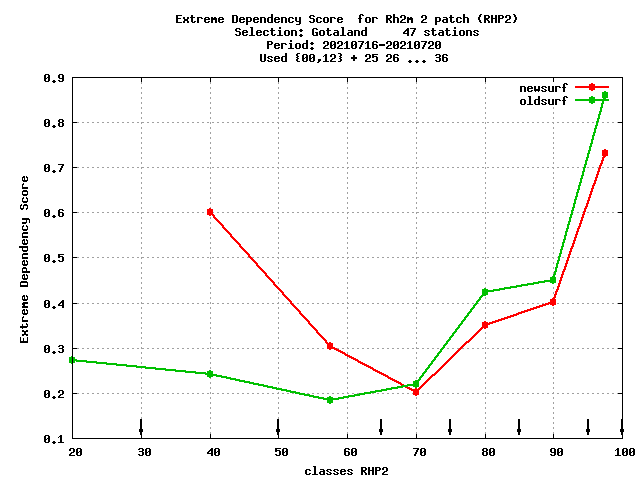 Extreme Dependency Score for Rh2m 2 patch (RHP2)
Selection: Gotaland 47 stations
Period: 20210716-20210720
Used {00,12} + 25 26 ... 36
newsurf
oldsurf
0.9
0.8
0.7
0.6
0.5
0.4
0.3
0.2
0.1
Extreme Dependency Score
20 30 40 50 60 70 80 90 100
classes RHP2